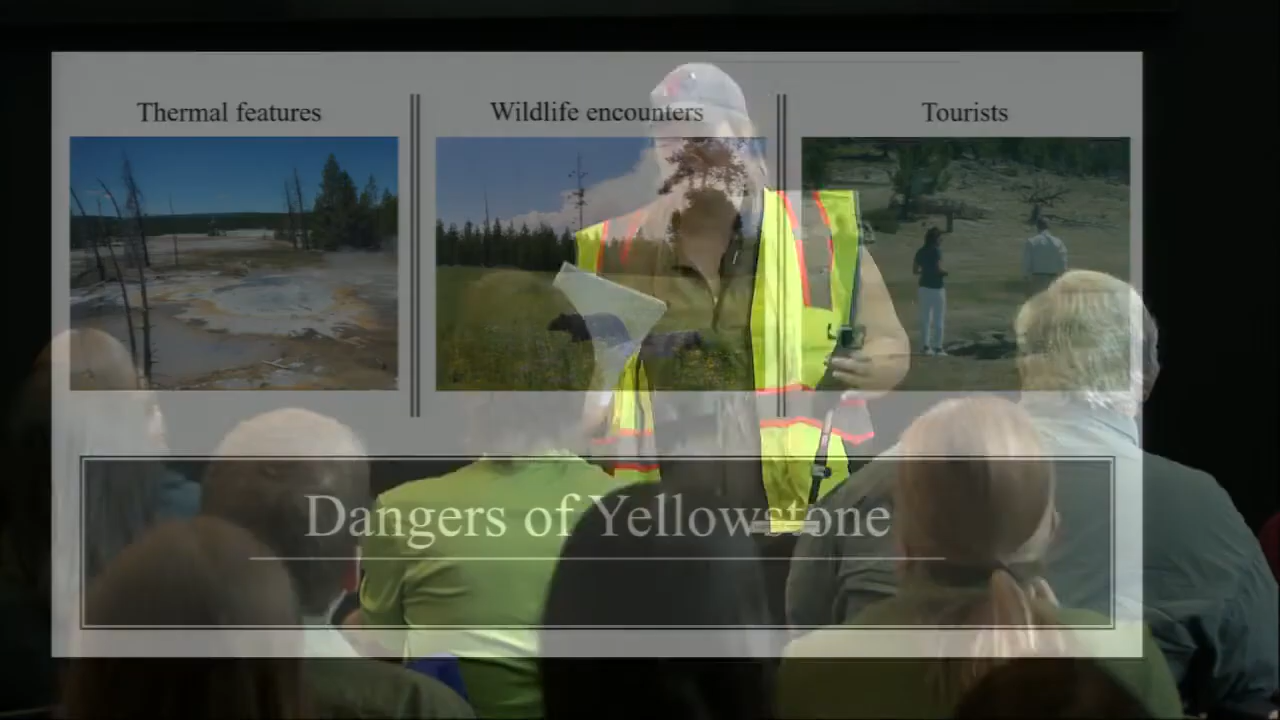 Thermal features
Wildlife encounters
Tourists
Dangers of Yellowstone